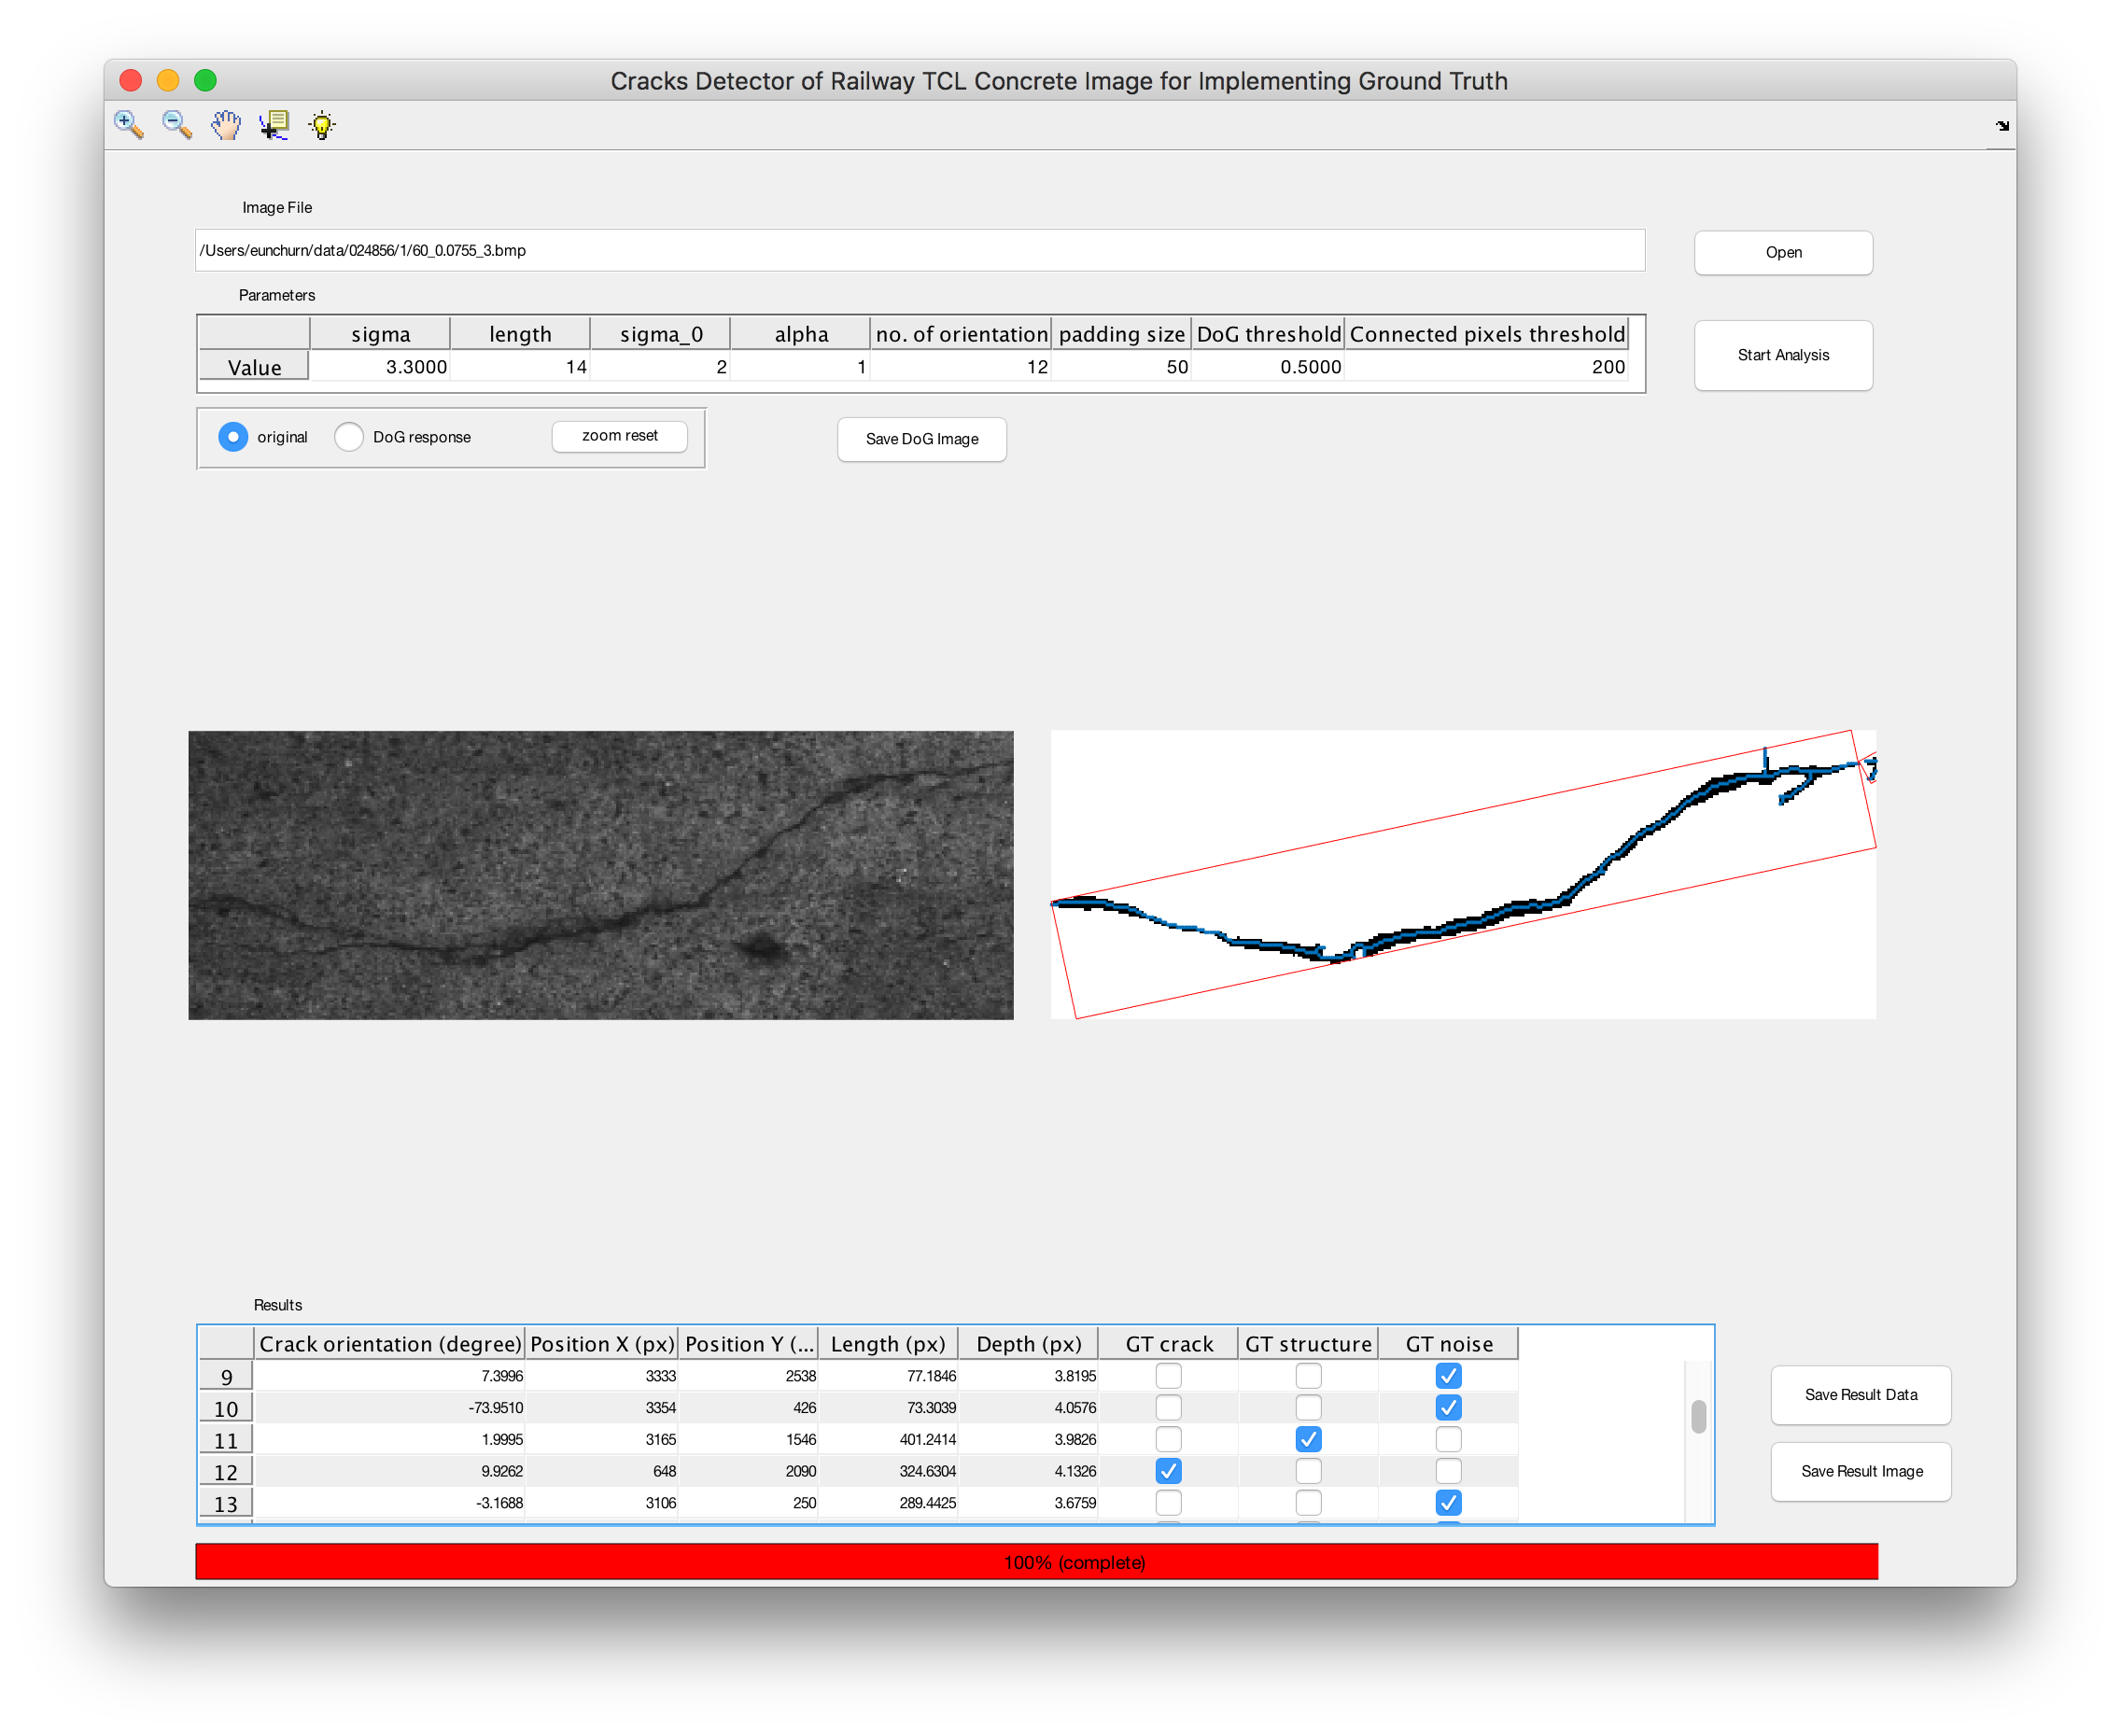 Cracks Detector of Railway TCL Concrete Image for Implementing Ground Truth
Image File
/Users/eunchurn/data/024856/1/60_0.0755_3.bmp
Open
Parameters
sigma length sigma_0 alpha no. of orientation padding size DoG threshold Connected pixels threshold
Value 3.3000 14 2 1 12 50 0.5000 200
Start Analysis
original DoG response zoom reset
Save DoG Image
Results
Crack orientation (degree) Position X (px) Position Y (... Length (px) Depth (px) GT crack GT structure GT noise
9 7.3996 3333 2538 77.1846 3.8195
10 -73.9510 3354 426 73.3039 4.0576
11 1.9995 3165 1546 401.2414 3.9826
12 9.9262 648 2090 324.6304 4.1326
13 -3.1688 3106 250 289.4425 3.6759
Save Result Data
Save Result Image
100% (complete)